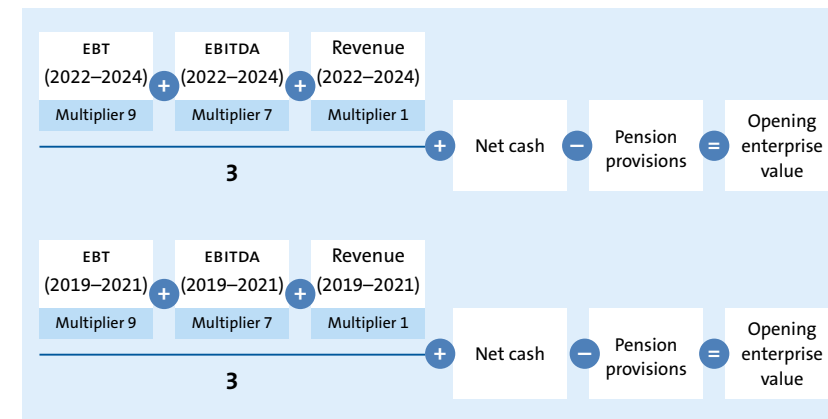 EBT
(2022–2024)
Multiplier 9
+
EBITDA
(2022–2024)
Multiplier 7
+
Revenue
(2022–2024)
Multiplier 1
3
+
Net cash
−
Pension
provisions
=
Opening
enterprise
value
EBT
(2019–2021)
Multiplier 9
+
EBITDA
(2019–2021)
Multiplier 7
+
Revenue
(2019–2021)
Multiplier 1
3
+
Net cash
−
Pension
provisions
=
Opening
enterprise
value